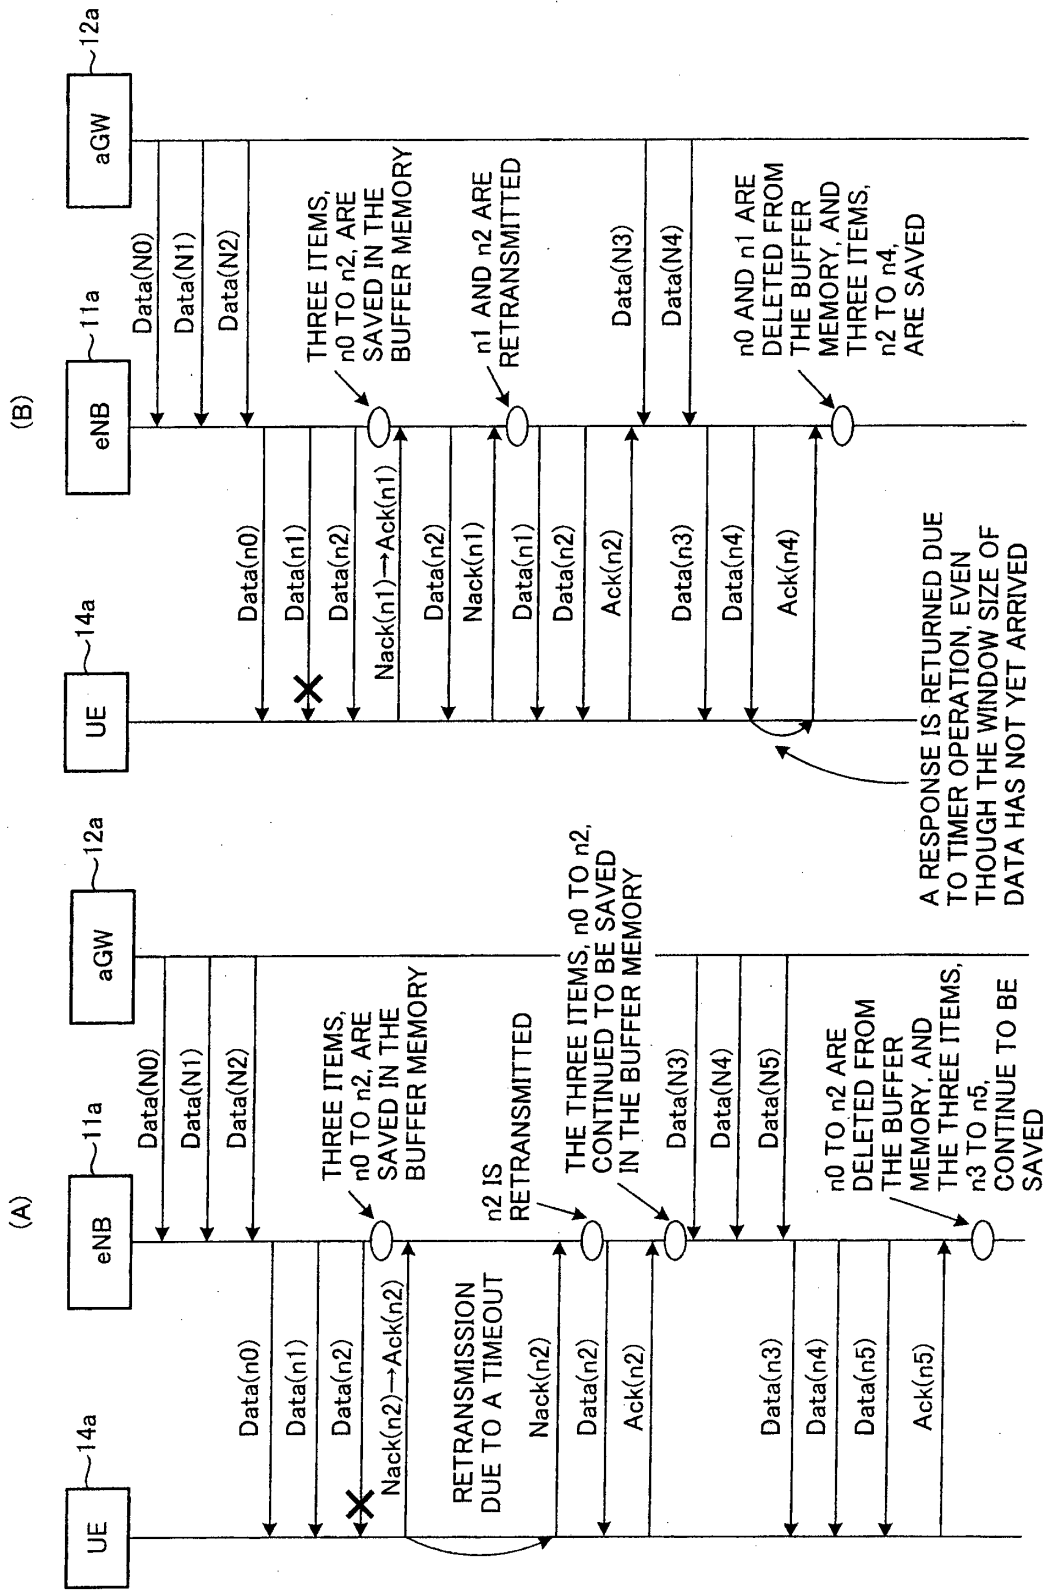 (A)
14a
UE
11a
eNB
12a
aGW
Data(N0)
Data(N1)
Data(N2)
Data(n0)
Data(n1)
Data(n2)
THREE ITEMS,
n0 TO n2, ARE
SAVED IN THE
BUFFER MEMORY
Nack(n2)→Ack(n2)
RETRANSMISSION
DUE TO A TIMEOUT
Nack(n2)
n2 IS
RETRANSMITTED
Data(n2)
Ack(n2)
THE THREE ITEMS, n0 TO n2,
CONTINUED TO BE SAVED
IN THE BUFFER MEMORY
Data(N3)
Data(N4)
Data(N5)
Data(n3)
Data(n4)
Data(n5)
Ack(n5)
n0 TO n2 ARE
DELETED FROM
THE BUFFER
MEMORY, AND
THE THREE ITEMS,
n3 TO n5,
CONTINUE TO BE
SAVED
(B)
14a
UE
11a
eNB
12a
aGW
Data(N0)
Data(N1)
Data(N2)
Data(n0)
Data(n1)
Data(n2)
THREE ITEMS,
n0 TO n2, ARE
SAVED IN THE
BUFFER MEMORY
Nack(n1)→Ack(n1)
Data(n2)
Nack(n1)
n1 AND n2 ARE
RETRANSMITTED
Data(n1)
Data(n2)
Ack(n2)
Data(N3)
Data(N4)
Data(n3)
Data(n4)
Ack(n4)
n0 AND n1 ARE
DELETED FROM
THE BUFFER
MEMORY, AND
THREE ITEMS,
n2 TO n4,
ARE SAVED
A RESPONSE IS RETURNED DUE
TO TIMER OPERATION, EVEN
THOUGH THE WINDOW SIZE OF
DATA HAS NOT YET ARRIVED